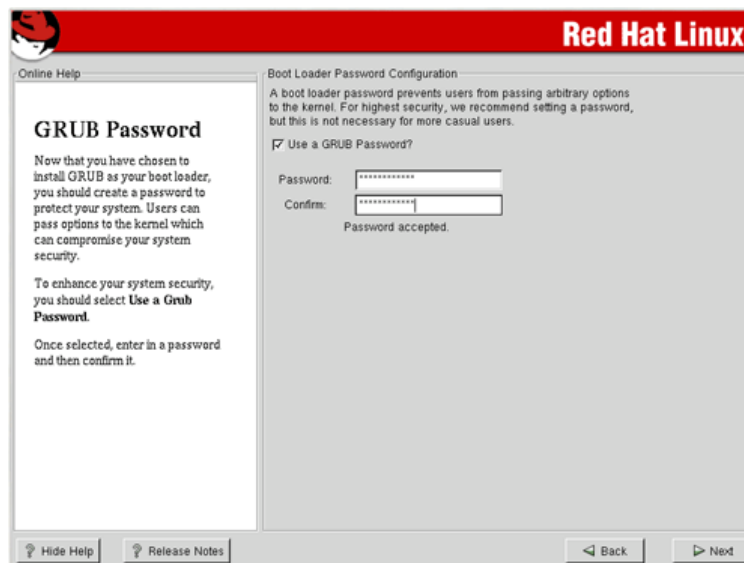 Red Hat Linux
Online Help
GRUB Password
Now that you have chosen to
install GRUB as your boot loader,
you should create a password to
protect your system. Users can
pass options to the kernel which
can compromise your system
security.
To enhance your system security,
you should select Use a Grub
Password.
Once selected, enter in a password
and then confirm it.
Boot Loader Password Configuration
A boot loader password prevents users from passing arbitrary options
to the kernel. For highest security, we recommend setting a password,
but this is not necessary for more casual users.
Use a GRUB Password?
Password: ************
Confirm: ************
Password accepted.
Hide Help
Release Notes
Back
Next